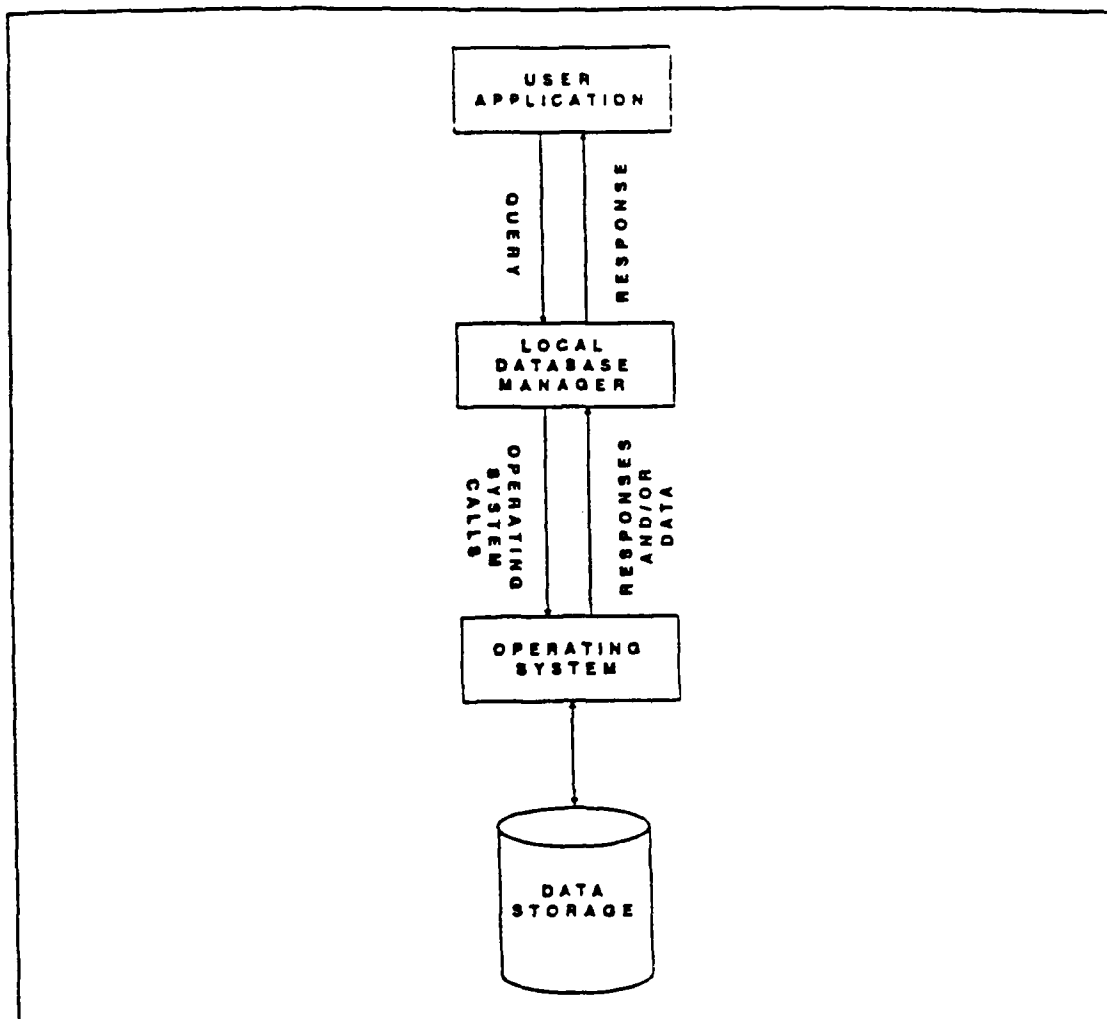 USER
APPLICATION
QUERY
RESPONSE
LOCAL
DATABASE
MANAGER
OPERATING
SYSTEM
CALLS
RESPONSES
AND/OR
DATA
OPERATING
SYSTEM
DATA
STORAGE